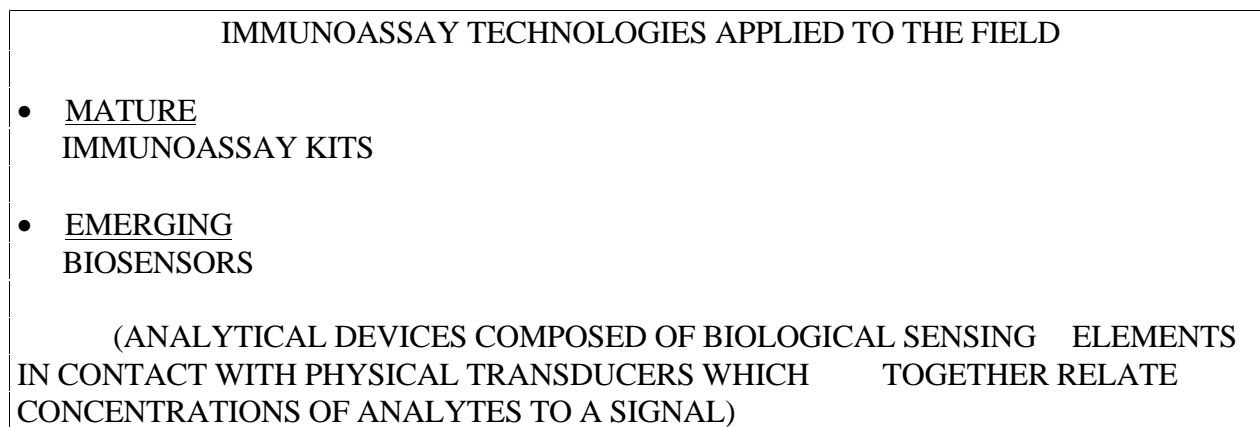 IMMUNOASSAY TECHNOLOGIES APPLIED TO THE FIELD
• MATURE
IMMUNOASSAY KITS
• EMERGING
BIOSENSORS
(ANALYTICAL DEVICES COMPOSED OF BIOLOGICAL SENSING ELEMENTS
IN CONTACT WITH PHYSICAL TRANSDUCERS WHICH TOGETHER RELATE
CONCENTRATIONS OF ANALYTES TO A SIGNAL)